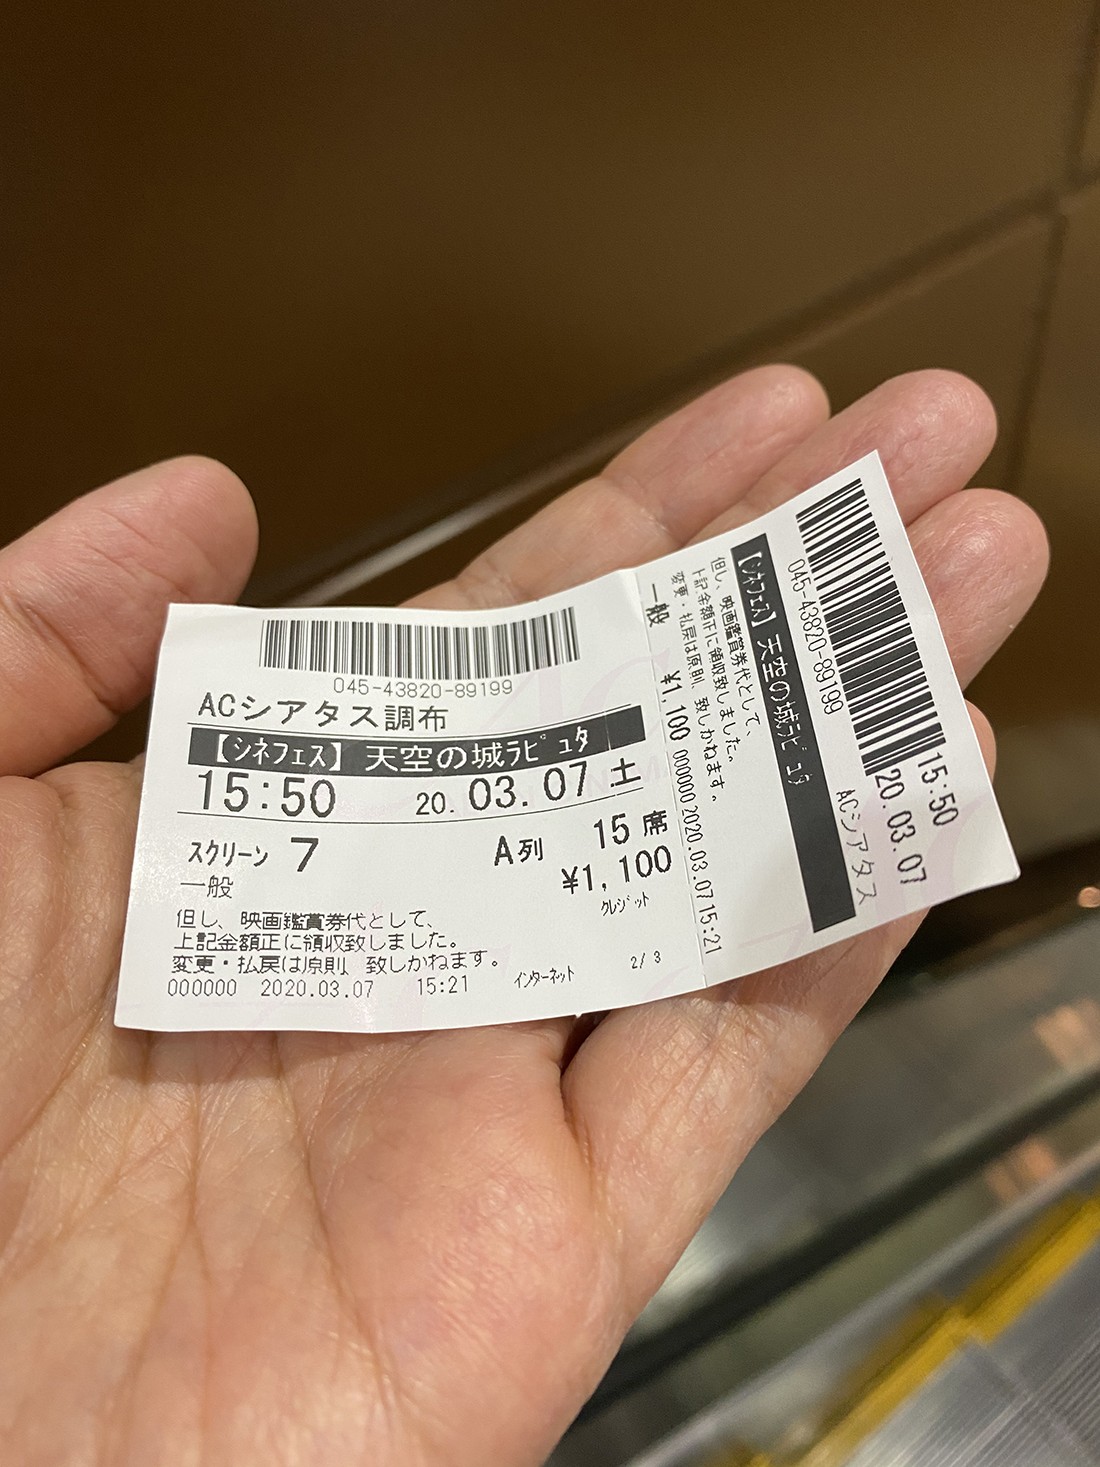 045-43820-89199
ACシアタス調布
【シネフェス】 天空の城ラピュタ
15:50 20.03.07 土
スクリーン 7 A列 15席
一般 ¥1,100
クレジット
但し、映画鑑賞券代として、
上記金額正に領収致しました。
変更・払戻は原則、致しかねます。
000000 2020.03.07 15:21 インターネット 2/3
15:50
20.03.07
ACシアタス
045-43820-89199
【シネフェス】 天空の城ラピュタ
但し、映画鑑賞券代として、
上記金額正に領収致しました。
変更・払戻は原則、致しかねます。
一般 ¥1,100 000000 2020.03.07 15:21